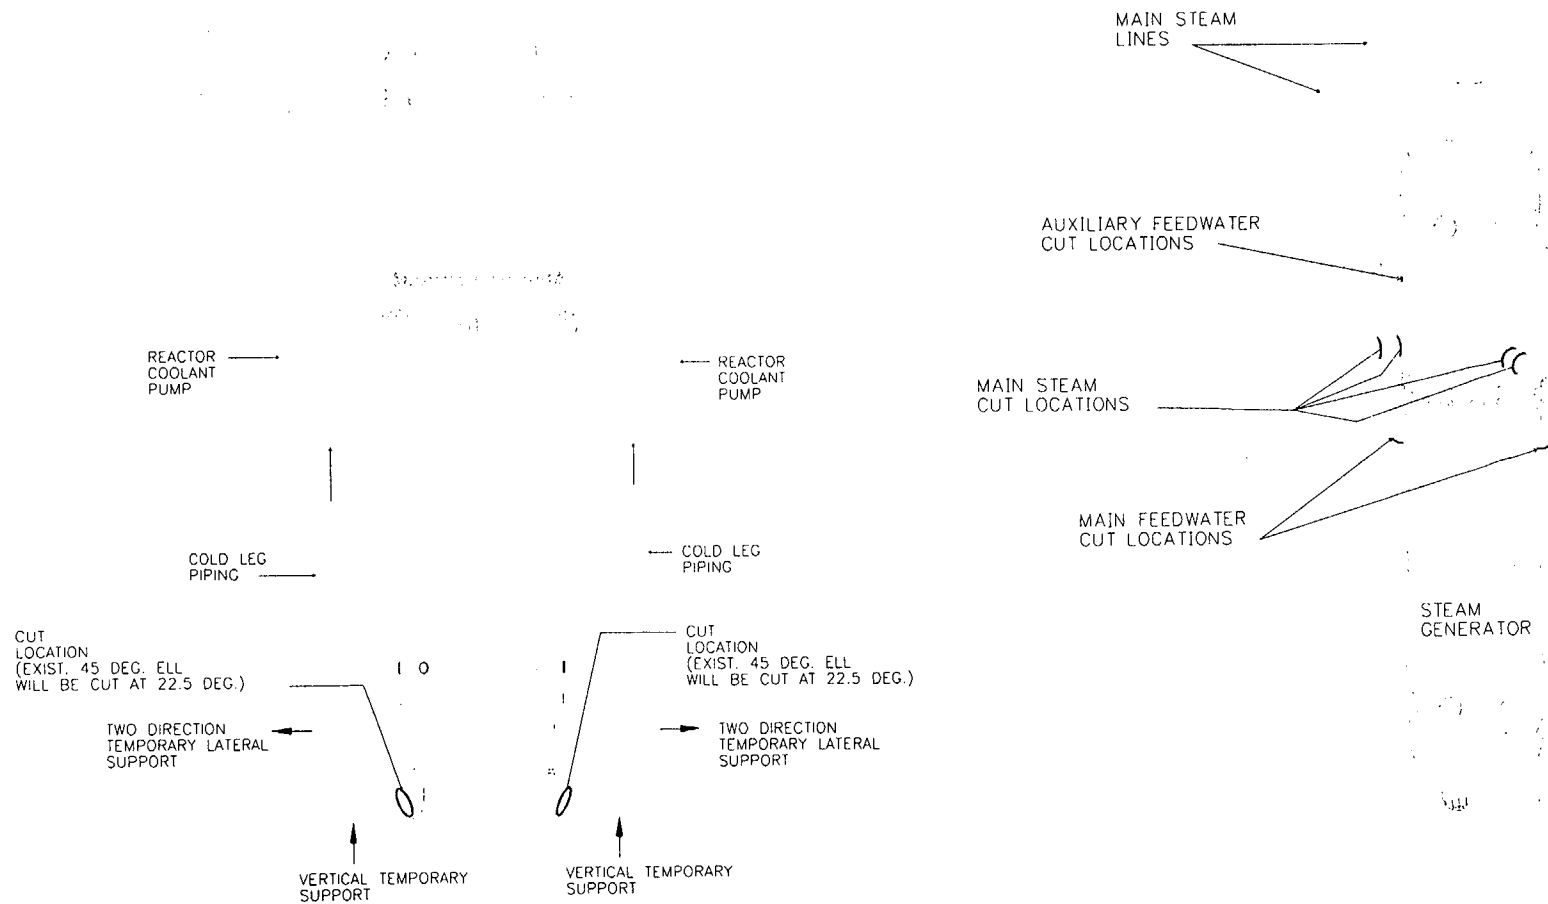 MAIN STEAM
LINES
AUXILIARY FEEDWATER
CUT LOCATIONS
REACTOR
COOLANT
PUMP
REACTOR
COOLANT
PUMP
MAIN STEAM
CUT LOCATIONS
MAIN FEEDWATER
CUT LOCATIONS
COLD LEG
PIPING
COLD LEG
PIPING
STEAM
GENERATOR
CUT
LOCATION
(EXIST. 45 DEG. ELL
WILL BE CUT AT 22.5 DEG.)
CUT
LOCATION
(EXIST. 45 DEG. ELL
WILL BE CUT AT 22.5 DEG.)
TWO DIRECTION
TEMPORARY LATERAL
SUPPORT
TWO DIRECTION
TEMPORARY LATERAL
SUPPORT
VERTICAL TEMPORARY
SUPPORT
VERTICAL TEMPORARY
SUPPORT